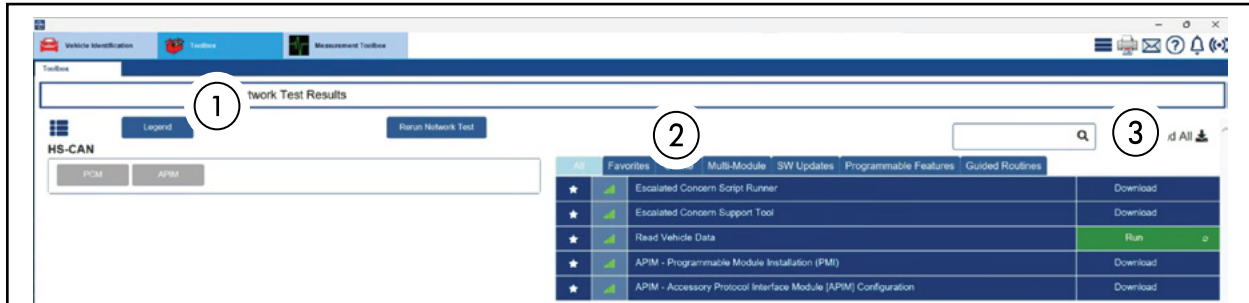 Vehicle Identification
Toolbox
Measurement Toolbox
Toolbox
twork Test Results
1
Legend
Rerun Network Test
2
3
d All
HS-CAN
PCM
APIM
All
Favorites
Multi-Module
SW Updates
Programmable Features
Guided Routines
Escalated Concern Script Runner
Download
Escalated Concern Support Tool
Download
Read Vehicle Data
Run
APIM - Programmable Module Installation (PMI)
Download
APIM - Accessory Protocol Interface Module [APIM] Configuration
Download